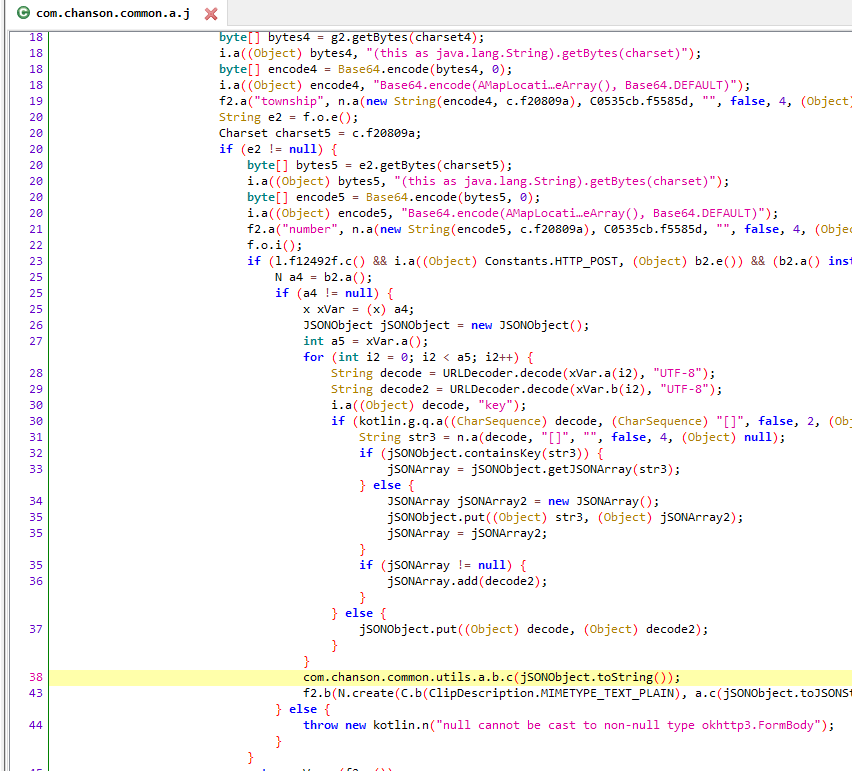 com.chanson.common.a.j
18 byte[] bytes4 = g2.getBytes(charset4);
18 i.a((Object) bytes4, "(this as java.lang.String).getBytes(charset)");
18 byte[] encode4 = Base64.encode(bytes4, 0);
18 i.a((Object) encode4, "Base64.encode(AMapLocati…eArray(), Base64.DEFAULT)");
19 f2.a("township", n.a(new String(encode4, c.f20809a), C0535cb.f5585d, "", false, 4, (Object)
20 String e2 = f.o.e();
20 Charset charset5 = c.f20809a;
20 if (e2 != null) {
20 byte[] bytes5 = e2.getBytes(charset5);
20 i.a((Object) bytes5, "(this as java.lang.String).getBytes(charset)");
20 byte[] encode5 = Base64.encode(bytes5, 0);
20 i.a((Object) encode5, "Base64.encode(AMapLocati…eArray(), Base64.DEFAULT)");
21 f2.a("number", n.a(new String(encode5, c.f20809a), C0535cb.f5585d, "", false, 4, (Objec
22 f.o.i();
23 if (l.f12492f.c() && i.a((Object) Constants.HTTP_POST, (Object) b2.e()) && (b2.a() inst
25 N a4 = b2.a();
25 if (a4 != null) {
25 x xVar = (x) a4;
26 JSONObject jSONObject = new JSONObject();
27 int a5 = xVar.a();
for (int i2 = 0; i2 < a5; i2++) {
28 String decode = URLDecoder.decode(xVar.a(i2), "UTF-8");
29 String decode2 = URLDecoder.decode(xVar.b(i2), "UTF-8");
30 i.a((Object) decode, "key");
30 if (kotlin.g.q.a((CharSequence) decode, (CharSequence) "[]", false, 2, (Obj
31 String str3 = n.a(decode, "[]", "", false, 4, (Object) null);
32 if (jSONObject.containsKey(str3)) {
33 jSONArray = jSONObject.getJSONArray(str3);
} else {
34 JSONArray jSONArray2 = new JSONArray();
35 jSONObject.put((Object) str3, (Object) jSONArray2);
35 jSONArray = jSONArray2;
}
35 if (jSONArray != null) {
36 jSONArray.add(decode2);
}
} else {
37 jSONObject.put((Object) decode, (Object) decode2);
}
}
38 com.chanson.common.utils.a.b.c(jSONObject.toString());
43 f2.b(N.create(C.b(ClipDescription.MIMETYPE_TEXT_PLAIN), a.c(jSONObject.toJSONSt
} else {
44 throw new kotlin.n("null cannot be cast to non-null type okhttp3.FormBody");
}
}